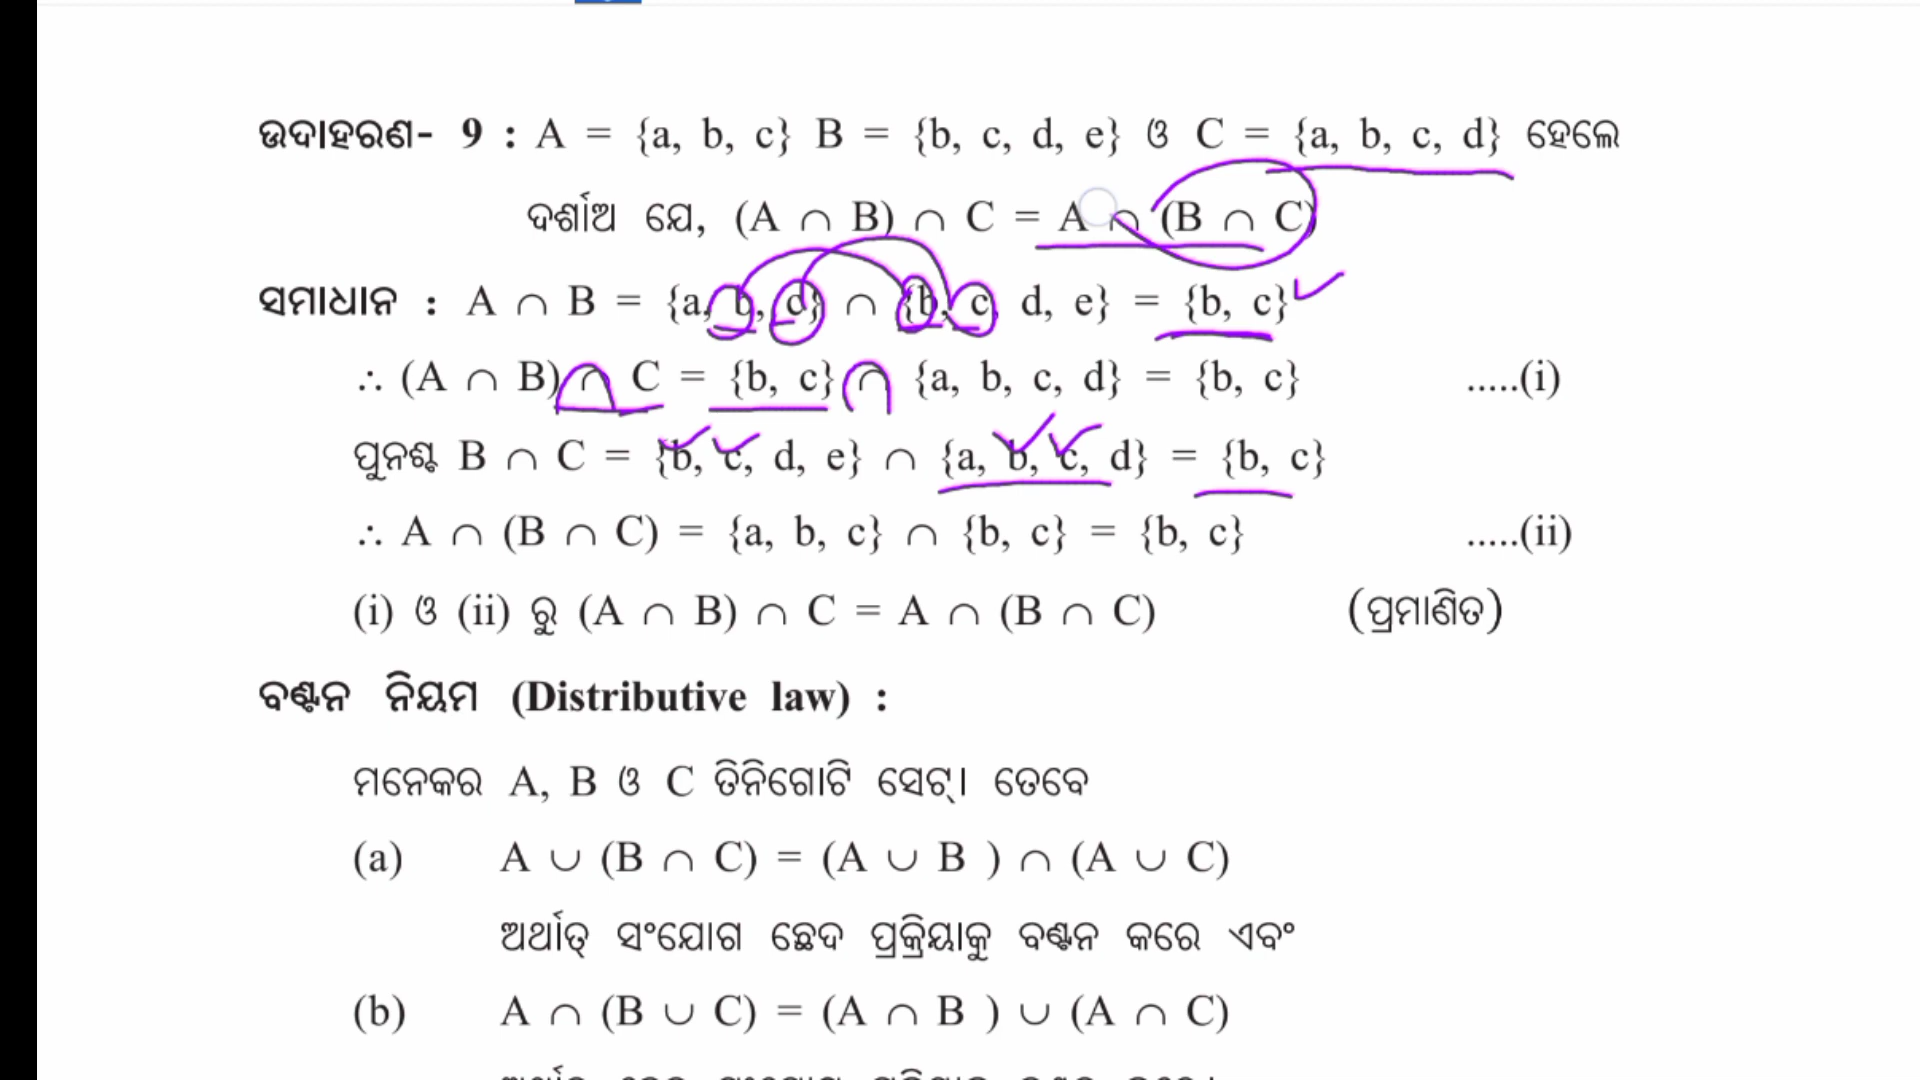 ଉଦାହରଣ- 9 : A = {a, b, c} B = {b, c, d, e} ଓ C = {a, b, c, d} ହେଲେ
ଦର୍ଶାଅ ଯେ, (A ∩ B) ∩ C = A ∩ (B ∩ C)
ସମାଧାନ : A ∩ B = {a, b, c} ∩ {b, c, d, e} = {b, c}
∴ (A ∩ B) ∩ C = {b, c} ∩ {a, b, c, d} = {b, c} .....(i)
ପୁନଶ୍ଚ B ∩ C = {b, c, d, e} ∩ {a, b, c, d} = {b, c}
∴ A ∩ (B ∩ C) = {a, b, c} ∩ {b, c} = {b, c} .....(ii)
(i) ଓ (ii) ରୁ (A ∩ B) ∩ C = A ∩ (B ∩ C) (ପ୍ରମାଣିତ)
ବଣ୍ଟନ ନିୟମ (Distributive law) :
ମନେକର A, B ଓ C ତିନିଗୋଟି ସେଟ୍। ତେବେ
(a) A ∪ (B ∩ C) = (A ∪ B ) ∩ (A ∪ C)
ଅର୍ଥାତ୍ ସଂଯୋଗ ଛେଦ ପ୍ରକ୍ରିୟାକୁ ବଣ୍ଟନ କରେ ଏବଂ
(b) A ∩ (B ∪ C) = (A ∩ B ) ∪ (A ∩ C)